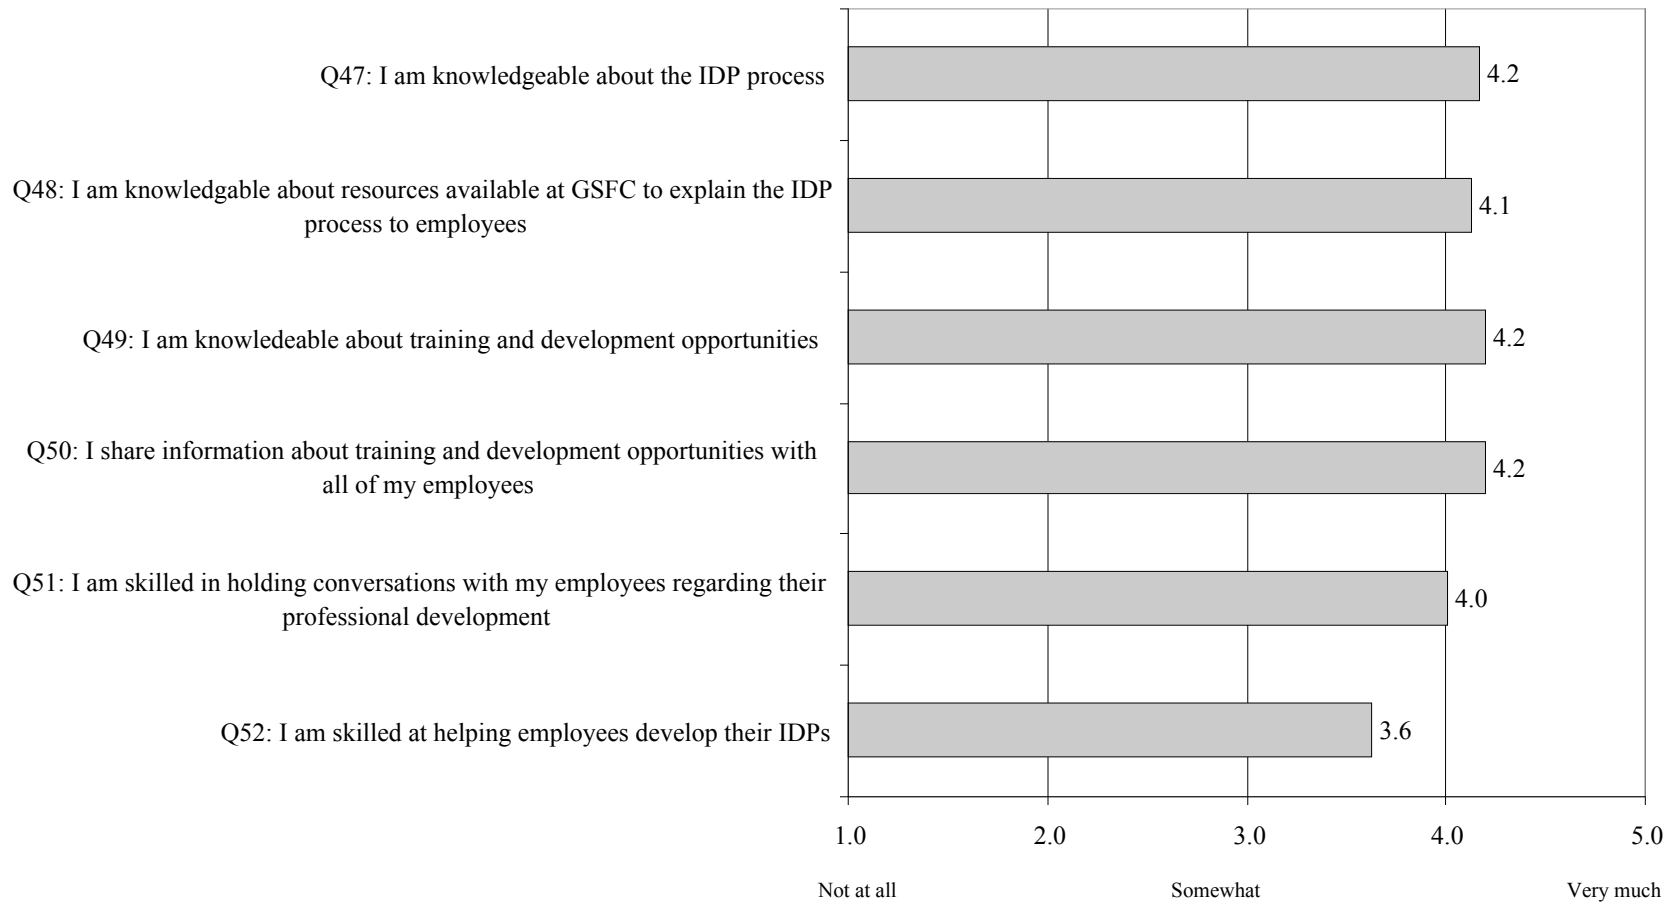 Q47: I am knowledgeable about the IDP process
4.2
Q48: I am knowledgable about resources available at GSFC to explain the IDP
process to employees
4.1
Q49: I am knowledeable about training and development opportunities
4.2
Q50: I share information about training and development opportunities with
all of my employees
4.2
Q51: I am skilled in holding conversations with my employees regarding their
professional development
4.0
Q52: I am skilled at helping employees develop their IDPs
3.6
1.0 2.0 3.0 4.0 5.0
Not at all Somewhat Very much